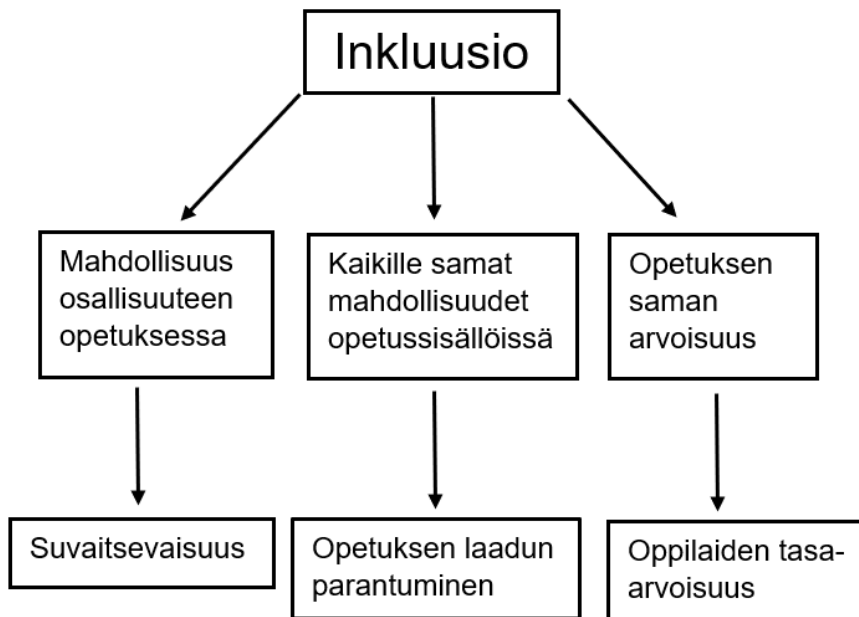 Inkluusio
Mahdollisuus
osallisuuteen
opetuksessa
Kaikille samat
mahdollisuudet
opetussisällöissä
Opetuksen
saman
arvoisuus
Suvaitsevaisuus
Opetuksen laadun
parantuminen
Oppilaiden tasa-
arvoisuus